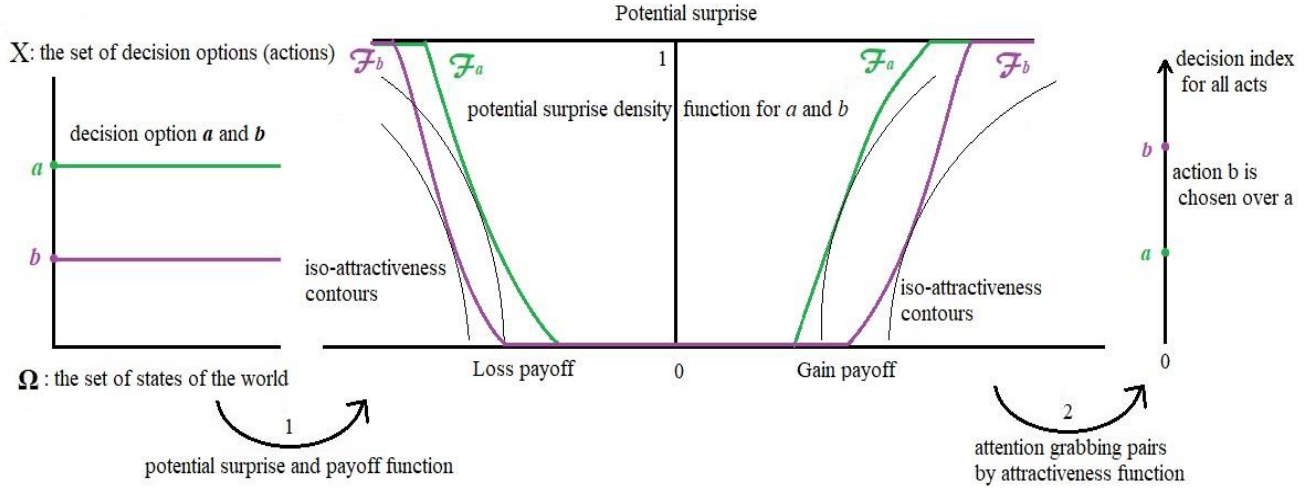 Potential surprise
X: the set of decision options (actions)
ℱb
ℱa
1
ℱa
ℱb
decision index
for all acts
decision option a and b
potential surprise density function for a and b
a
b
b
action b is
chosen over a
a
iso-attractiveness
contours
iso-attractiveness
contours
Ω : the set of states of the world
Loss payoff
0
Gain payoff
0
1
potential surprise and payoff function
2
attention grabbing pairs
by attractiveness function